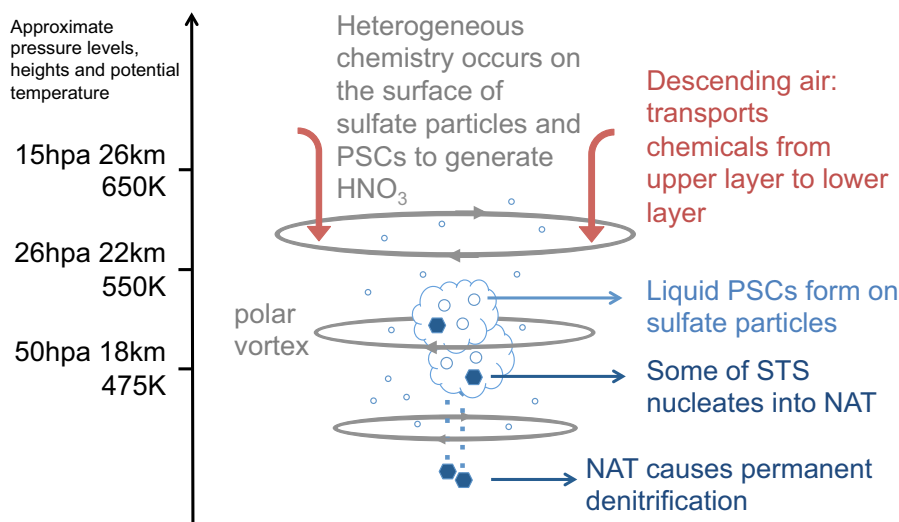 Approximate
pressure levels,
heights and potential
temperature
15hpa 26km
650K
26hpa 22km
550K
50hpa 18km
475K
Heterogeneous
chemistry occurs on
the surface of
sulfate particles and
PSCs to generate
HNO₃
Descending air:
transports
chemicals from
upper layer to lower
layer
polar
vortex
Liquid PSCs form on
sulfate particles
Some of STS
nucleates into NAT
NAT causes permanent
denitrification